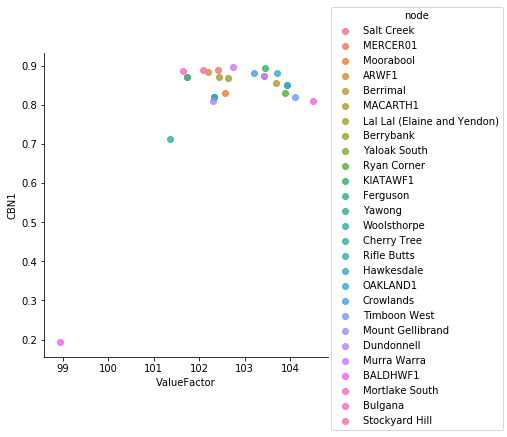 node
Salt Creek
MERCER01
Moorabool
ARWF1
Berrimal
MACARTH1
Lal Lal (Elaine and Yendon)
Berrybank
Yaloak South
Ryan Corner
KIATAWF1
Ferguson
Yawong
Woolsthorpe
Cherry Tree
Rifle Butts
Hawkesdale
OAKLAND1
Crowlands
Timboon West
Mount Gellibrand
Dundonnell
Murra Warra
BALDHWF1
Mortlake South
Bulgana
Stockyard Hill
0.9
0.8
0.7
0.6
0.5
0.4
0.3
0.2
CBN1
99 100 101 102 103 104
ValueFactor